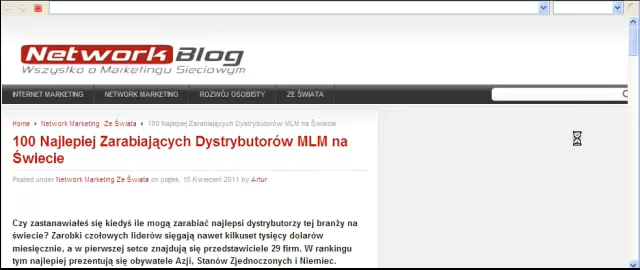 Network Blog
Wszystko o Marketingu Sieciowym
INTERNET MARKETING NETWORK MARKETING ROZWÓJ OSOBISTY ZE ŚWIATA
Home Network Marketing Ze Świata 100 Najlepiej Zarabiających Dystrybutorów MLM na Świecie
100 Najlepiej Zarabiających Dystrybutorów MLM na
Świecie
Posted under Network Marketing Ze Świata on piątek, 15 Kwiecień 2011 by Artur
Czy zastanawiałeś się kiedyś ile mogą zarabiać najlepsi dystrybutorzy tej branży na
świecie? Zarobki czołowych liderów sięgają nawet kilkuset tysięcy dolarów
miesięcznie, a w pierwszej setce znajdują się przedstawiciele 29 firm. W rankingu
tym najlepiej prezentują się obywatele Azji, Stanów Zjednoczonych i Niemiec.